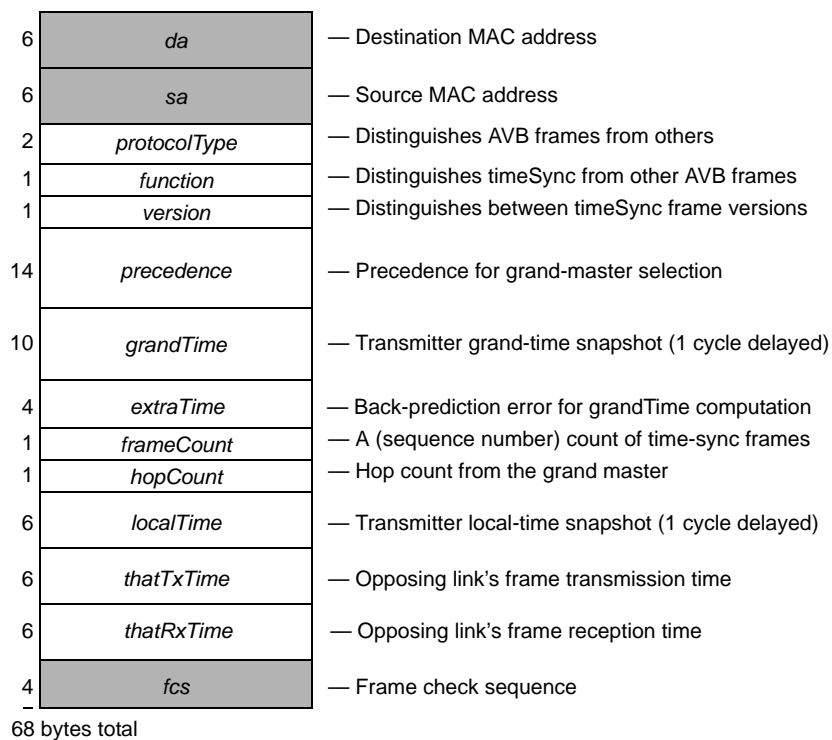 6 da — Destination MAC address
6 sa — Source MAC address
2 protocolType — Distinguishes AVB frames from others
1 function — Distinguishes timeSync from other AVB frames
1 version — Distinguishes between timeSync frame versions
14 precedence — Precedence for grand-master selection
10 grandTime — Transmitter grand-time snapshot (1 cycle delayed)
4 extraTime — Back-prediction error for grandTime computation
1 frameCount — A (sequence number) count of time-sync frames
1 hopCount — Hop count from the grand master
6 localTime — Transmitter local-time snapshot (1 cycle delayed)
6 thatTxTime — Opposing link's frame transmission time
6 thatRxTime — Opposing link's frame reception time
4 fcs — Frame check sequence
68 bytes total